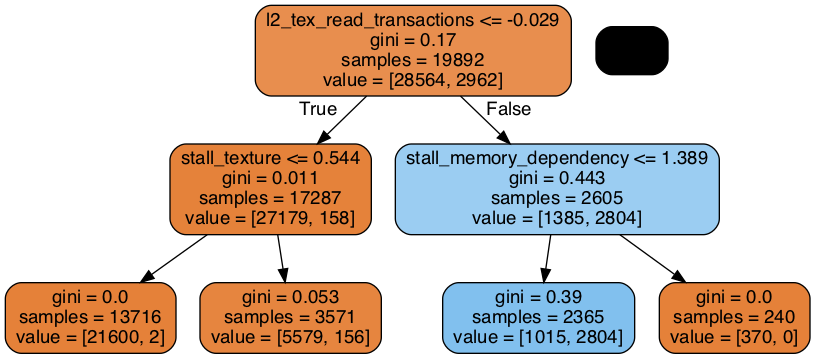 l2_tex_read_transactions <= -0.029
gini = 0.17
samples = 19892
value = [28564, 2962]
True
False
stall_texture <= 0.544
gini = 0.011
samples = 17287
value = [27179, 158]
stall_memory_dependency <= 1.389
gini = 0.443
samples = 2605
value = [1385, 2804]
gini = 0.0
samples = 13716
value = [21600, 2]
gini = 0.053
samples = 3571
value = [5579, 156]
gini = 0.39
samples = 2365
value = [1015, 2804]
gini = 0.0
samples = 240
value = [370, 0]